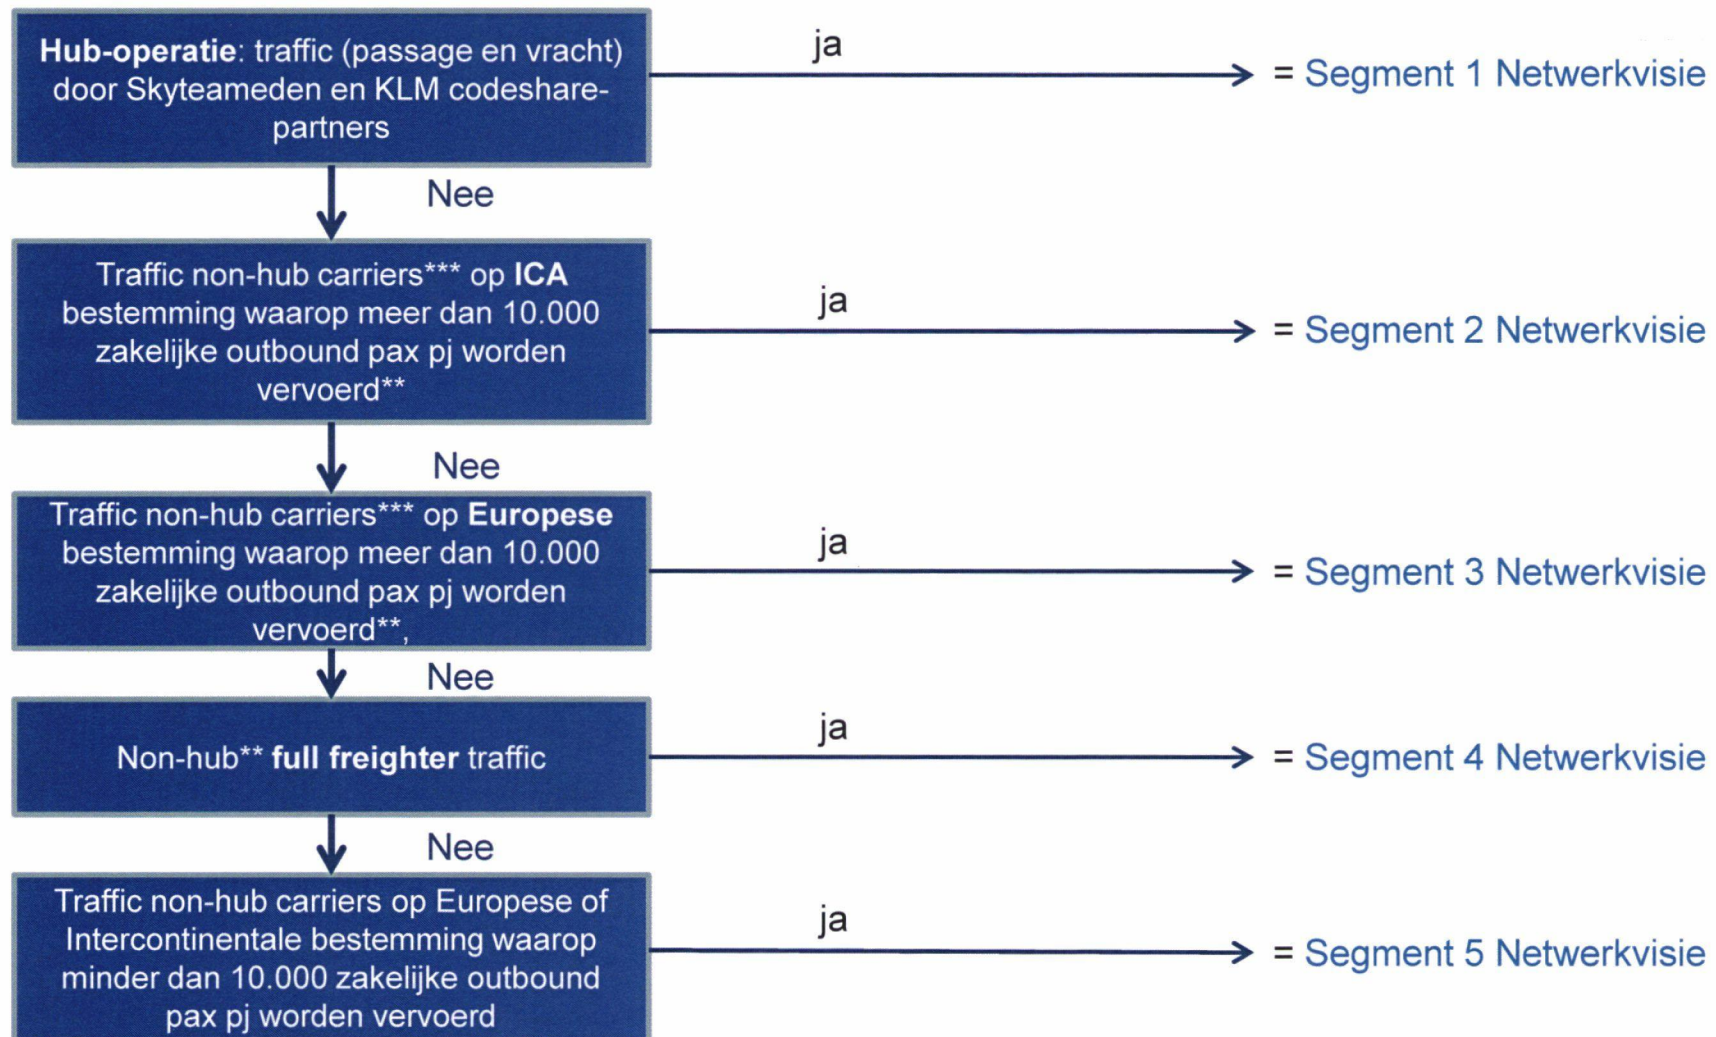 Hub-operatie: traffic (passage en vracht)
door Skyteameden en KLM codeshare-
partners
ja
= Segment 1 Netwerkvisie
Nee
Traffic non-hub carriers*** op ICA
bestemming waarop meer dan 10.000
zakelijke outbound pax pj worden
vervoerd**
ja
= Segment 2 Netwerkvisie
Nee
Traffic non-hub carriers*** op Europese
bestemming waarop meer dan 10.000
zakelijke outbound pax pj worden
vervoerd**,
ja
= Segment 3 Netwerkvisie
Nee
Non-hub** full freighter traffic
ja
= Segment 4 Netwerkvisie
Nee
Traffic non-hub carriers op Europese of
Intercontinentale bestemming waarop
minder dan 10.000 zakelijke outbound
pax pj worden vervoerd
ja
= Segment 5 Netwerkvisie